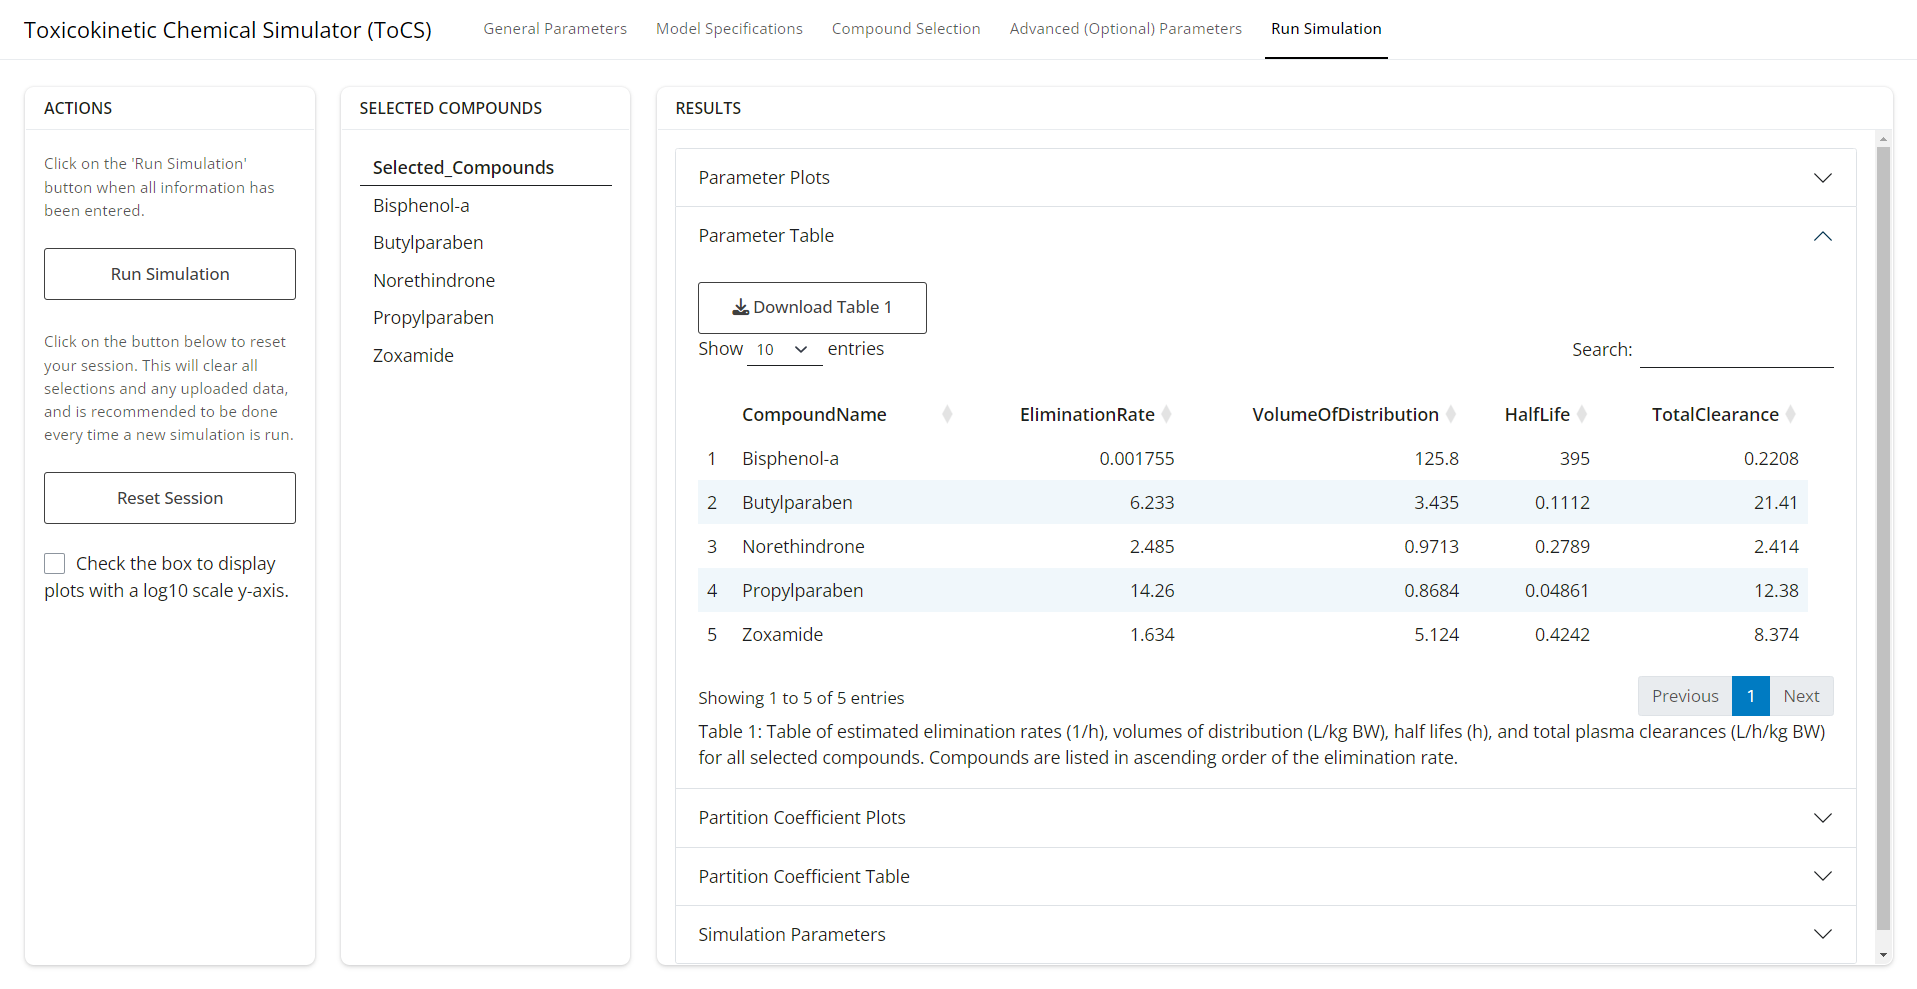 Toxicokinetic Chemical Simulator (ToCS)
General Parameters
Model Specifications
Compound Selection
Advanced (Optional) Parameters
Run Simulation
ACTIONS
Click on the 'Run Simulation'
button when all information has
been entered.
Run Simulation
Click on the button below to reset
your session. This will clear all
selections and any uploaded data,
and is recommended to be done
every time a new simulation is run.
Reset Session
Check the box to display
plots with a log10 scale y-axis.
SELECTED COMPOUNDS
Selected_Compounds
Bisphenol-a
Butylparaben
Norethindrone
Propylparaben
Zoxamide
RESULTS
Parameter Plots
Parameter Table
Download Table 1
Show 10 entries
Search:
CompoundName EliminationRate VolumeOfDistribution HalfLife TotalClearance
1 Bisphenol-a 0.001755 125.8 395 0.2208
2 Butylparaben 6.233 3.435 0.1112 21.41
3 Norethindrone 2.485 0.9713 0.2789 2.414
4 Propylparaben 14.26 0.8684 0.04861 12.38
5 Zoxamide 1.634 5.124 0.4242 8.374
Showing 1 to 5 of 5 entries
Previous 1 Next
Table 1: Table of estimated elimination rates (1/h), volumes of distribution (L/kg BW), half lifes (h), and total plasma clearances (L/h/kg BW)
for all selected compounds. Compounds are listed in ascending order of the elimination rate.
Partition Coefficient Plots
Partition Coefficient Table
Simulation Parameters